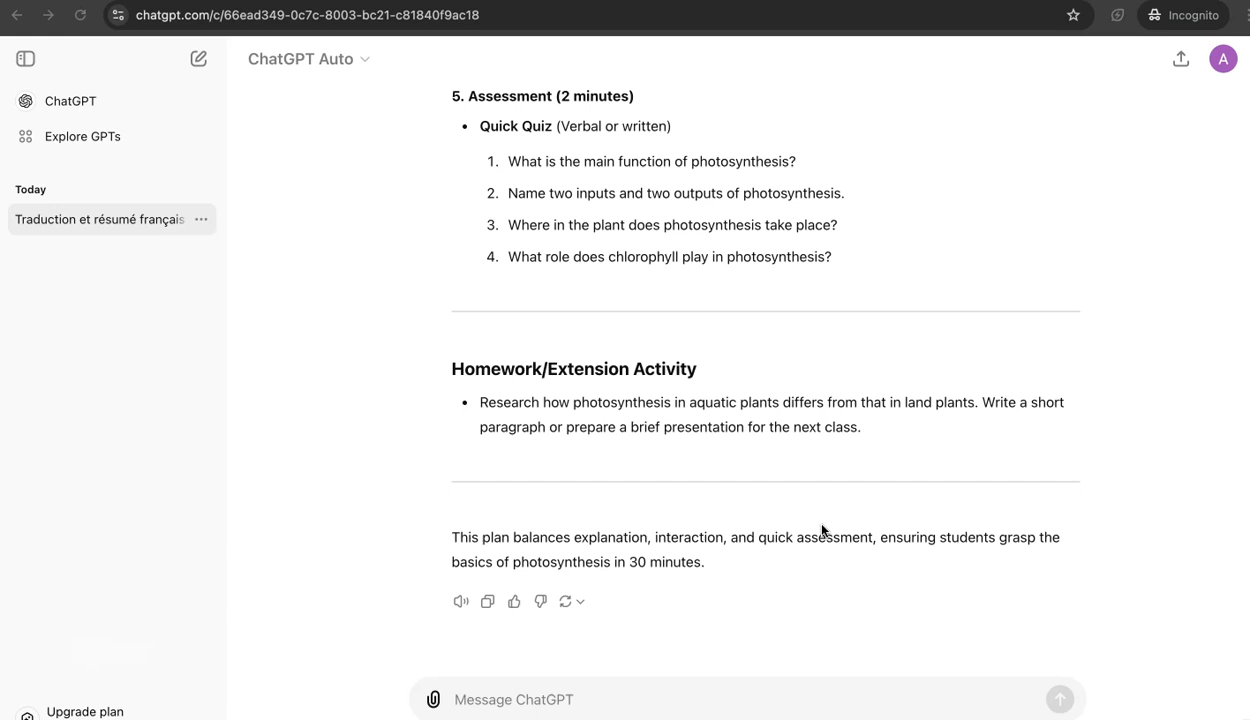 chatgpt.com/c/66ead349-0c7c-8003-bc21-c81840f9ac18
Incognito
ChatGPT Auto
A
ChatGPT
Explore GPTs
Today
Traduction et résumé français
Upgrade plan
5. Assessment (2 minutes)
• Quick Quiz (Verbal or written)
1. What is the main function of photosynthesis?
2. Name two inputs and two outputs of photosynthesis.
3. Where in the plant does photosynthesis take place?
4. What role does chlorophyll play in photosynthesis?
Homework/Extension Activity
• Research how photosynthesis in aquatic plants differs from that in land plants. Write a short
paragraph or prepare a brief presentation for the next class.
This plan balances explanation, interaction, and quick assessment, ensuring students grasp the
basics of photosynthesis in 30 minutes.
Message ChatGPT